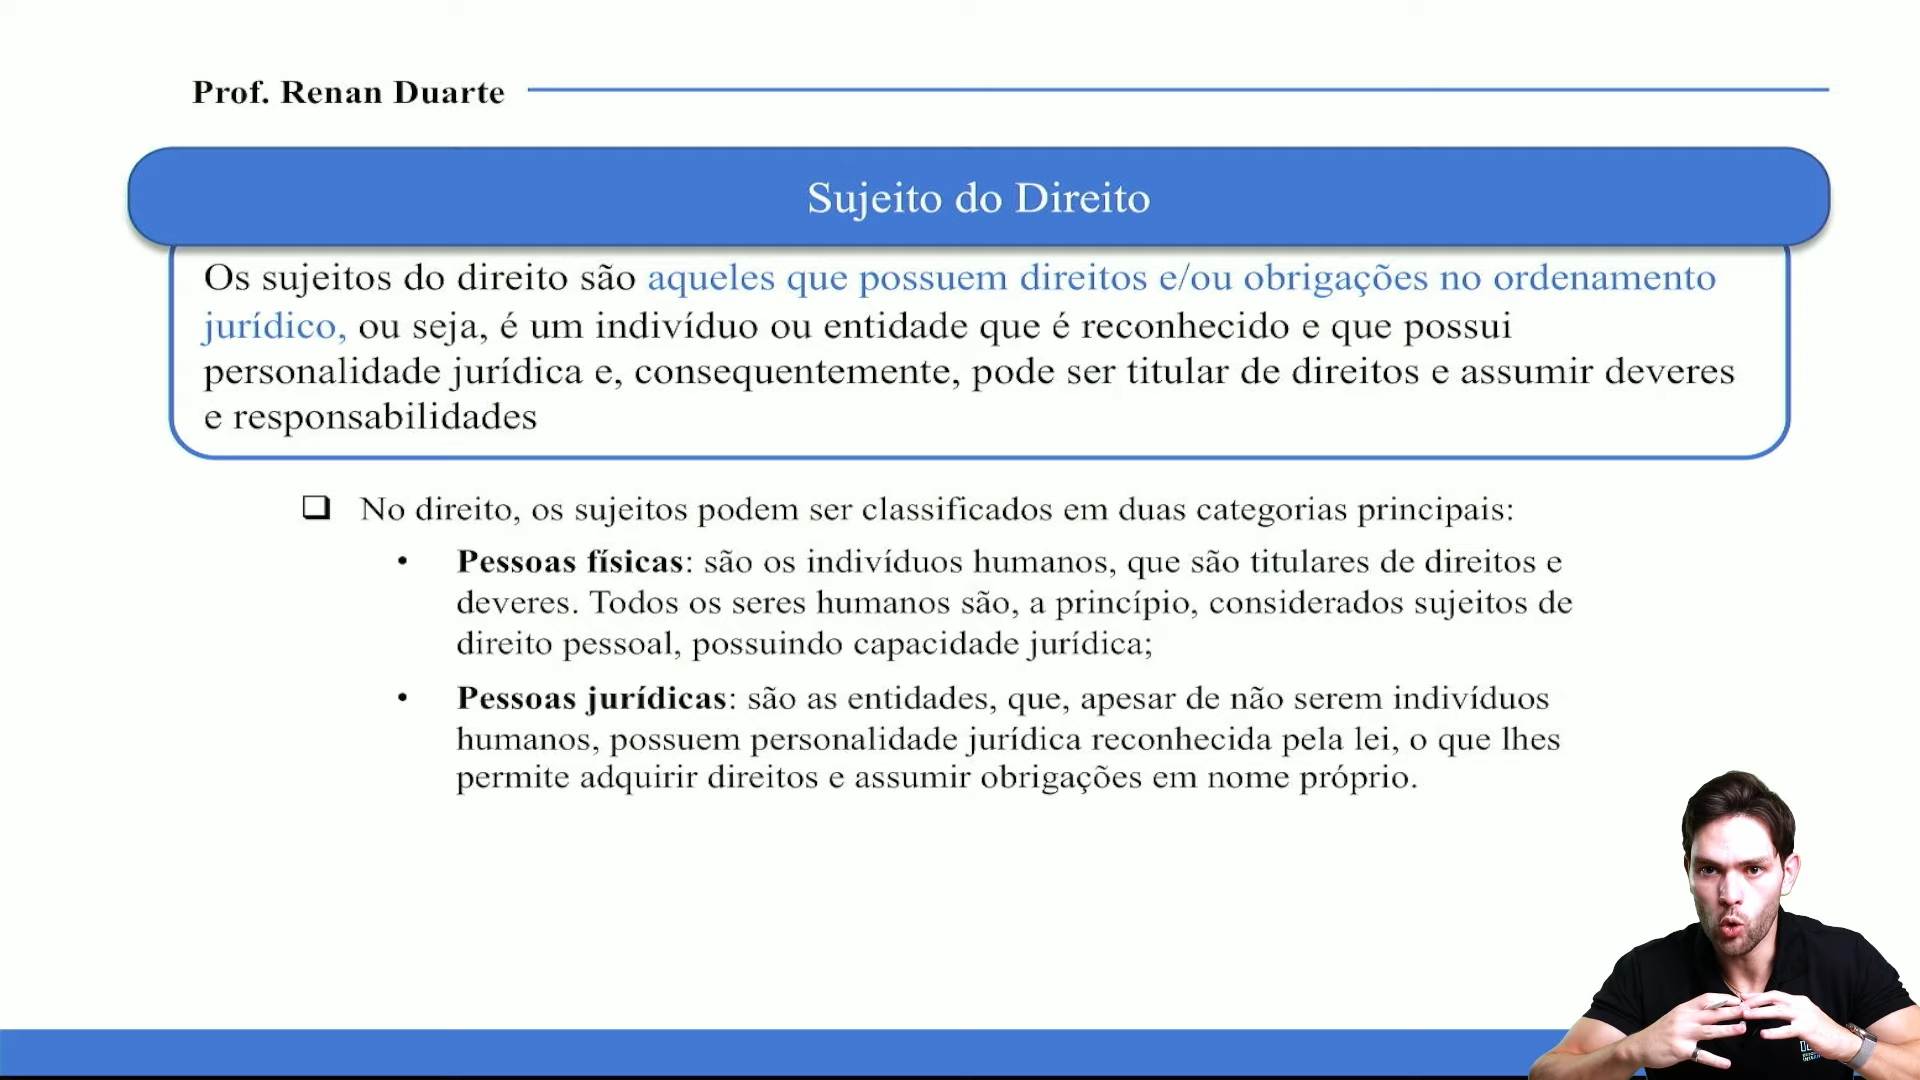 Prof. Renan Duarte
Sujeito do Direito
Os sujeitos do direito são aqueles que possuem direitos e/ou obrigações no ordenamento
jurídico, ou seja, é um indivíduo ou entidade que é reconhecido e que possui
personalidade jurídica e, consequentemente, pode ser titular de direitos e assumir deveres
e responsabilidades
❑ No direito, os sujeitos podem ser classificados em duas categorias principais:
• Pessoas físicas: são os indivíduos humanos, que são titulares de direitos e
deveres. Todos os seres humanos são, a princípio, considerados sujeitos de
direito pessoal, possuindo capacidade jurídica;
• Pessoas jurídicas: são as entidades, que, apesar de não serem indivíduos
humanos, possuem personalidade jurídica reconhecida pela lei, o que lhes
permite adquirir direitos e assumir obrigações em nome próprio.